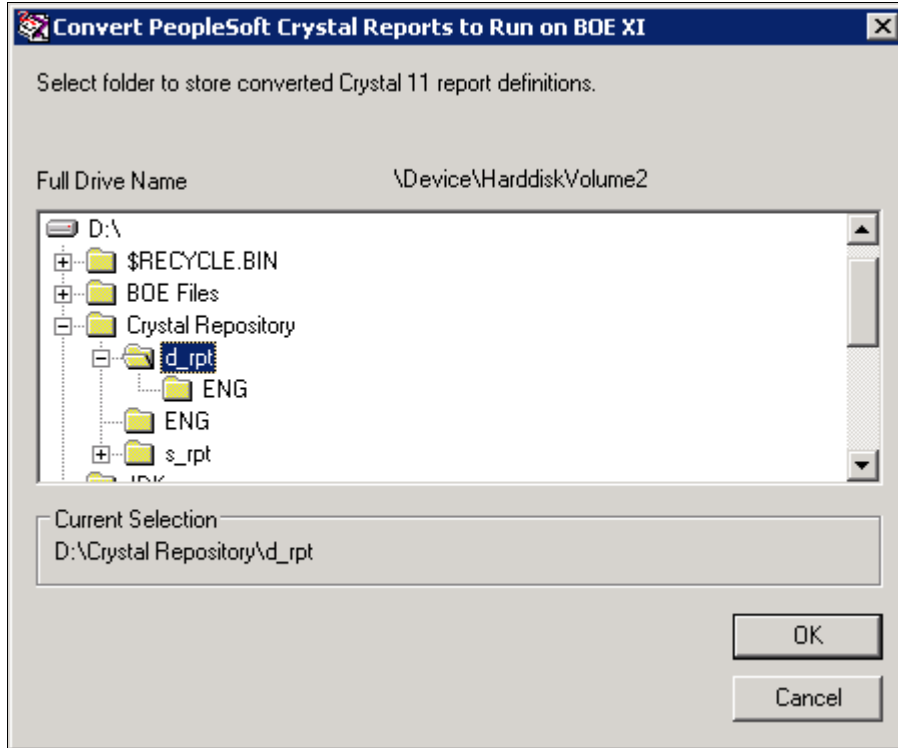 Convert PeopleSoft Crystal Reports to Run on BOE XI
Select folder to store converted Crystal 11 report definitions.
Full Drive Name \Device\HarddiskVolume2
D:\
$RECYCLE.BIN
BOE Files
Crystal Repository
d_rpt
ENG
ENG
s_rpt
Current Selection
D:\Crystal Repository\d_rpt
OK
Cancel